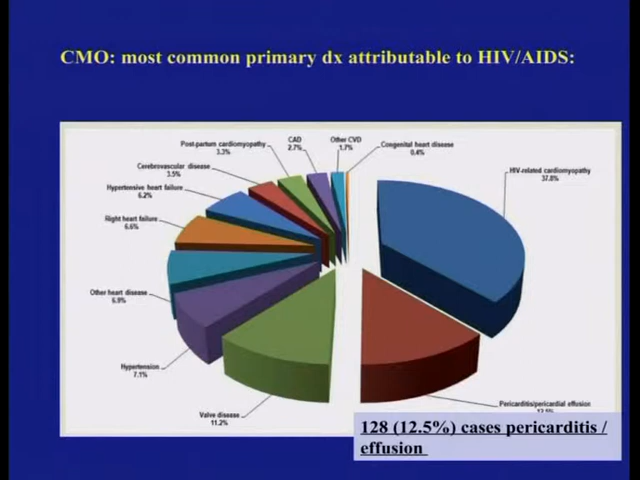 CMO: most common primary dx attributable to HIV/AIDS:
Post-partum cardiomyopathy
3.3%
CAD
2.7%
Other CVD
1.7%
Congenital heart disease
0.4%
Cerebrovascular disease
3.5%
HIV-related cardiomyopathy
37.8%
Hypertensive heart failure
6.2%
Right heart failure
6.6%
Other heart disease
6.9%
Hypertension
7.1%
Valve disease
11.2%
Pericarditis/pericardial effusion
128 (12.5%) cases pericarditis /
effusion